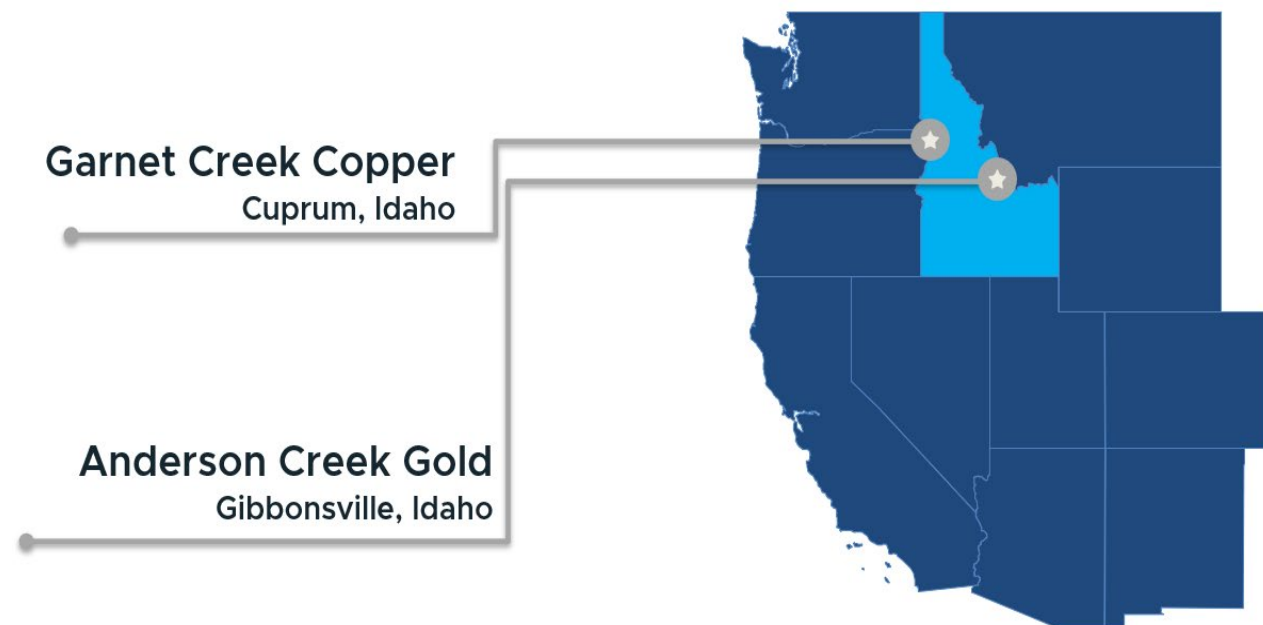 Garnet Creek Copper
Cuprum, Idaho
Anderson Creek Gold
Gibbonsville, Idaho